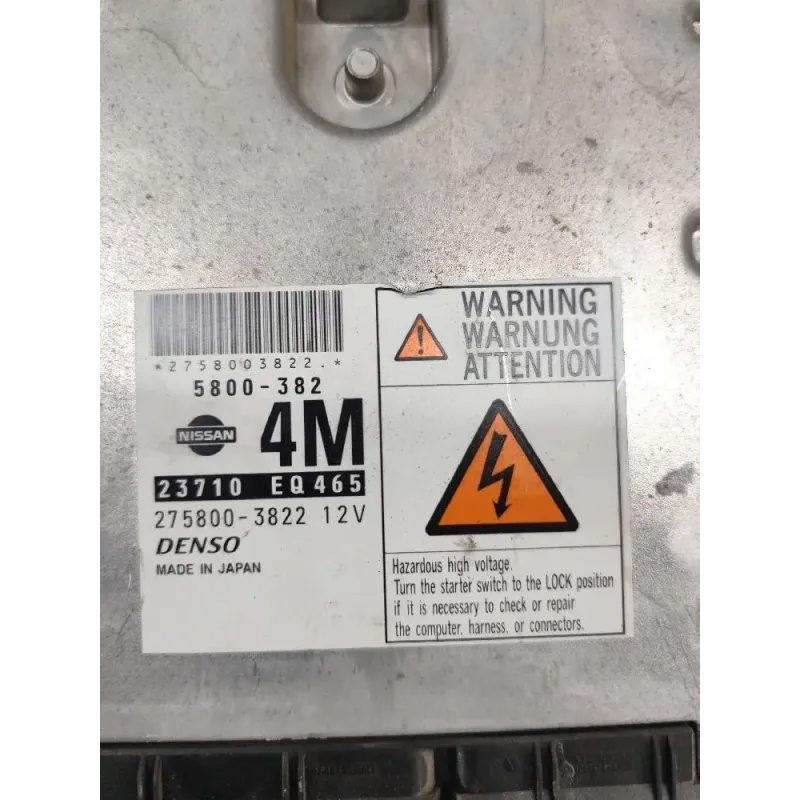 *2758003822.*
5800-382
NISSAN
4M
23710 EQ465
275800-3822 12V
DENSO
MADE IN JAPAN
WARNING
WARNUNG
ATTENTION
Hazardous high voltage.
Turn the starter switch to the LOCK position
if it is necessary to check or repair
the computer, harness, or connectors.